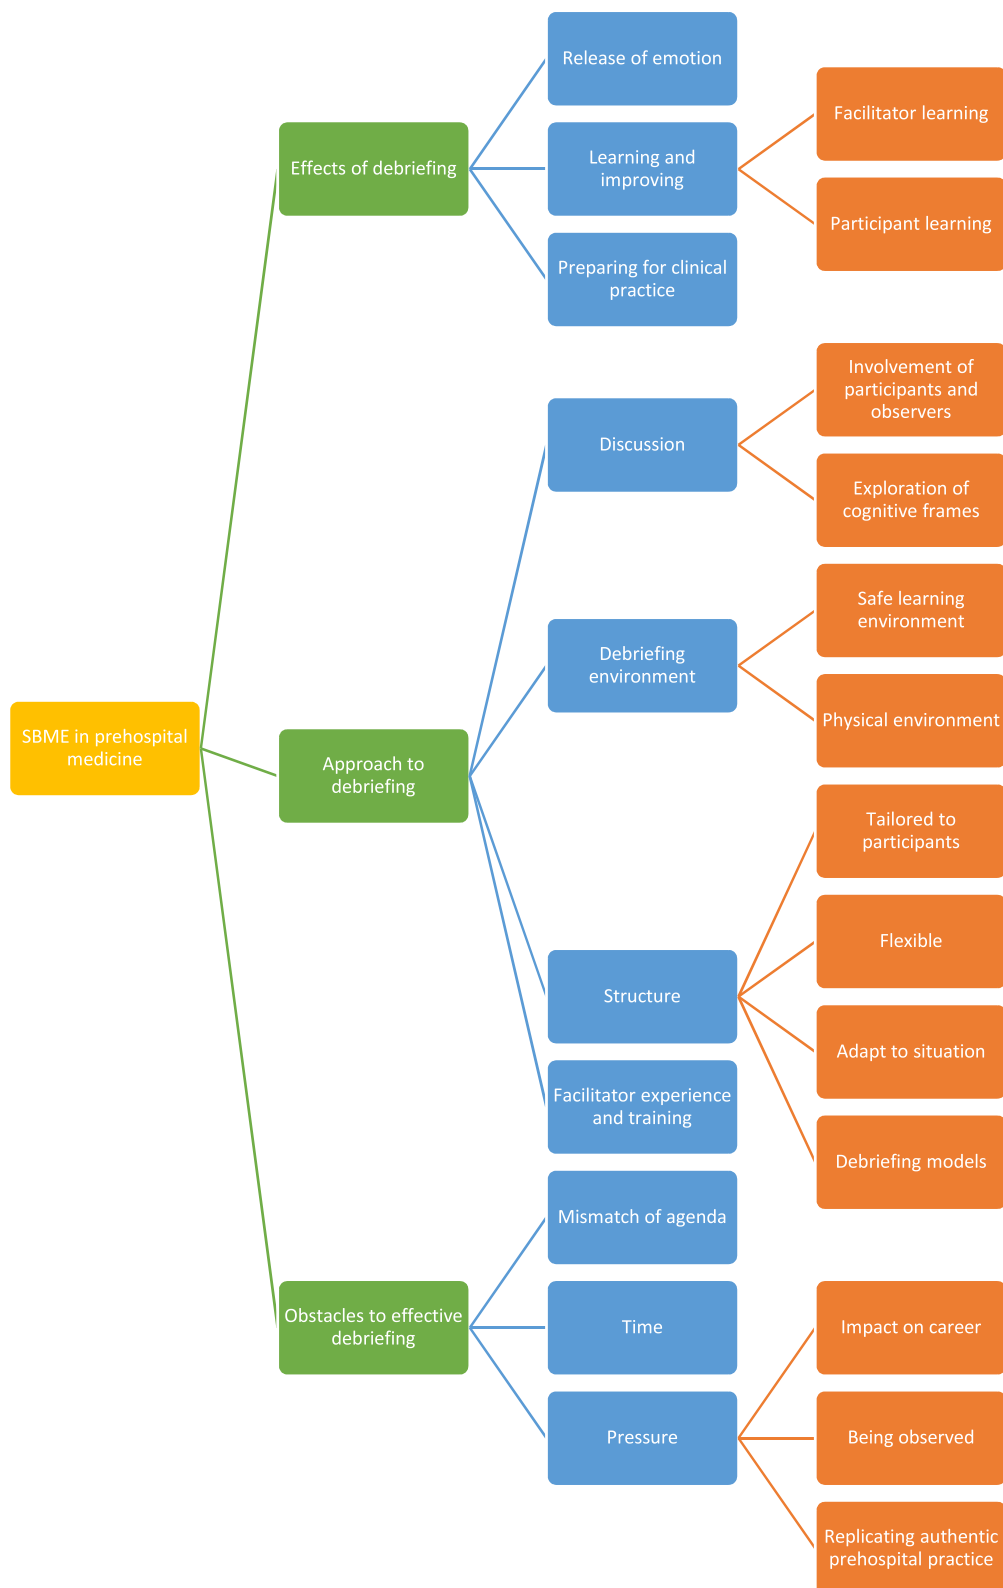 Release of emotion
Facilitator learning
Effects of debriefing
Learning and
improving
Participant learning
Preparing for clinical
practice
Involvement of
participants and
observers
Discussion
Exploration of
cognitive frames
Safe learning
environment
Debriefing
environment
Physical environment
SBME in prehospital
medicine
Approach to
debriefing
Tailored to
participants
Flexible
Structure
Adapt to situation
Facilitator experience
and training
Debriefing models
Mismatch of agenda
Obstacles to effective
debriefing
Time
Impact on career
Pressure
Being observed
Replicating authentic
prehospital practice